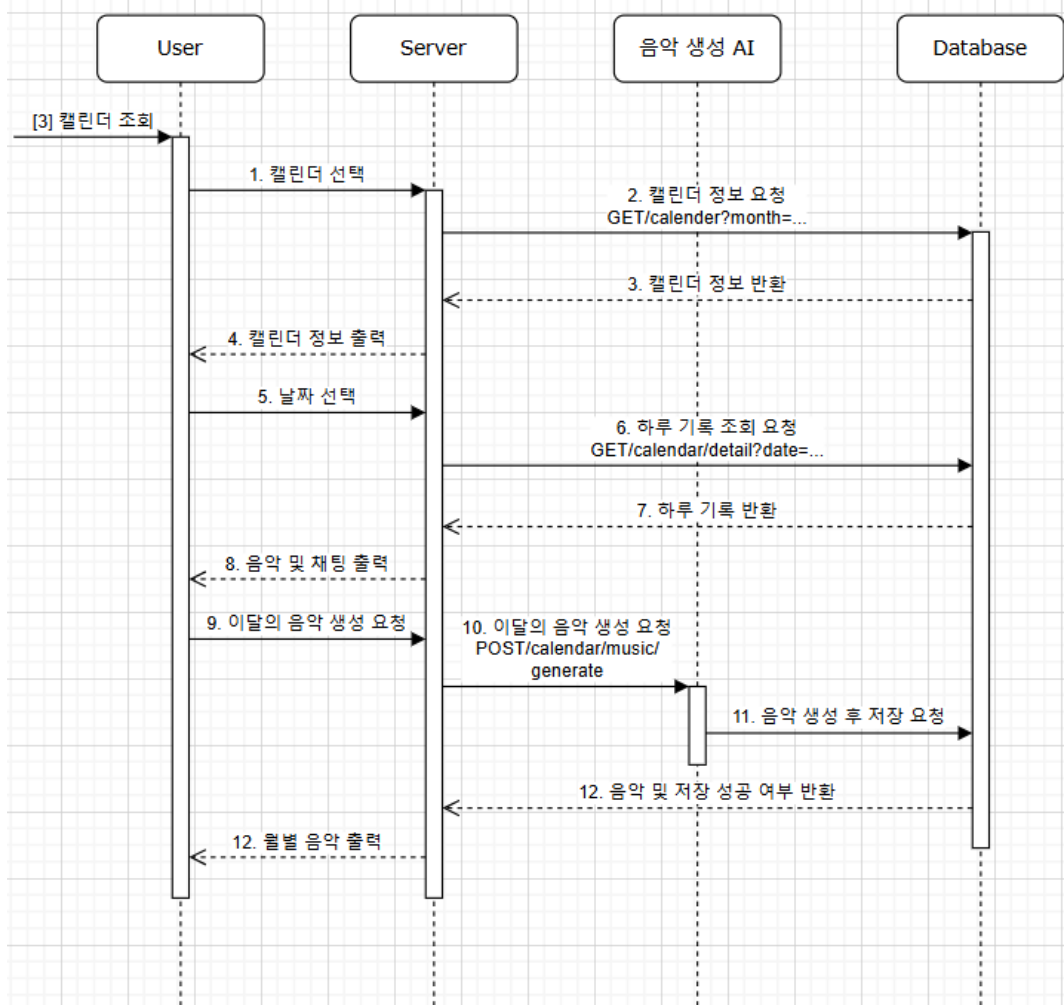 User
Server
음악 생성 AI
Database
[3] 캘린더 조회
1. 캘린더 선택
2. 캘린더 정보 요청
GET/calender?month=...
3. 캘린더 정보 반환
4. 캘린더 정보 출력
5. 날짜 선택
6. 하루 기록 조회 요청
GET/calendar/detail?date=...
7. 하루 기록 반환
8. 음악 및 채팅 출력
9. 이달의 음악 생성 요청
10. 이달의 음악 생성 요청
POST/calendar/music/
generate
11. 음악 생성 후 저장 요청
12. 음악 및 저장 성공 여부 반환
12. 월별 음악 출력